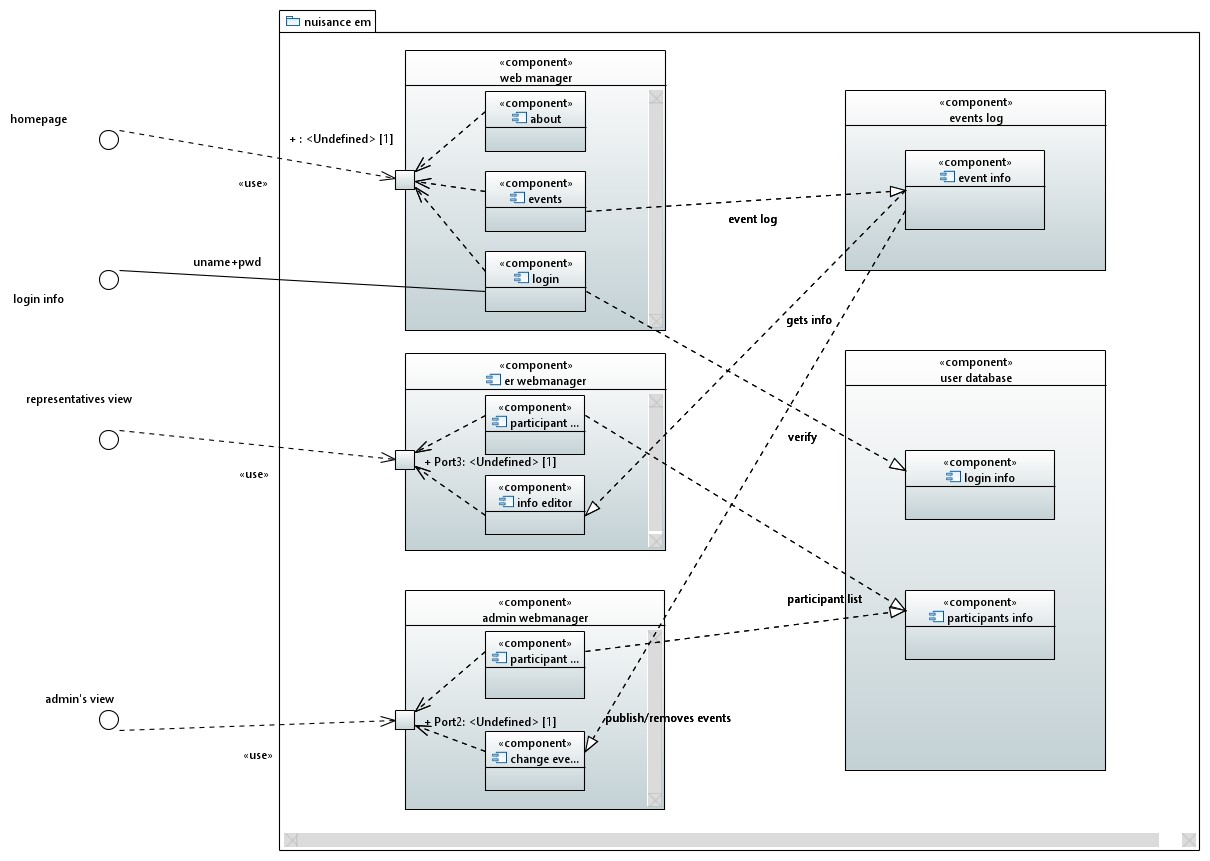 nuisance em
«component»
web manager
«component»
about
homepage
+ : <Undefined> [1]
«use»
«component»
events
«component»
events log
«component»
event info
event log
uname+pwd
login info
«component»
login
gets info
«component»
er webmanager
representatives view
«component»
participant ...
+ Port3: <Undefined> [1]
«use»
«component»
info editor
«component»
user database
verify
«component»
login info
participant list
«component»
participants info
«component»
admin webmanager
«component»
participant ...
admin's view
+ Port2: <Undefined> [1]
publish/removes events
«component»
change eve...
«use»